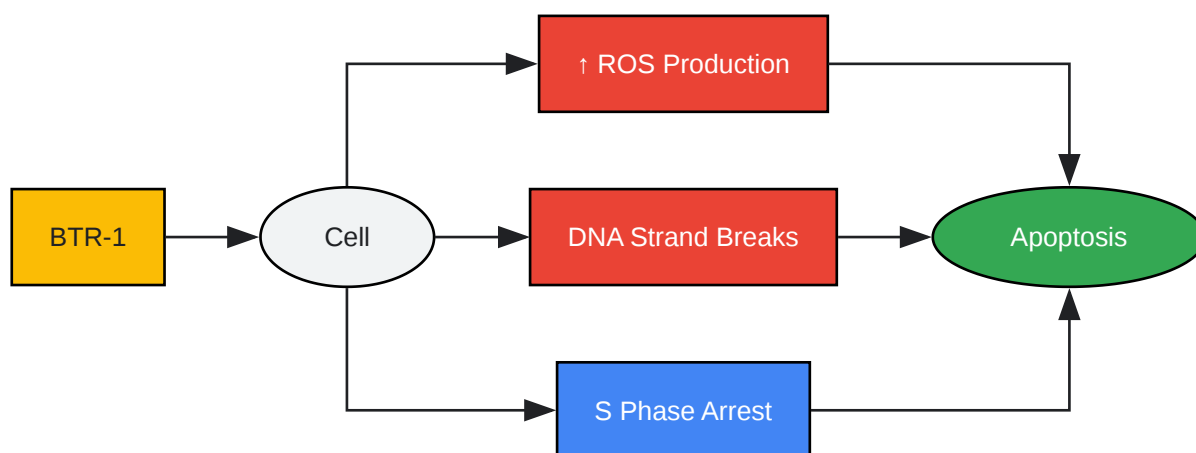 ↑ ROS Production
BTR-1
Cell
DNA Strand Breaks
Apoptosis
S Phase Arrest